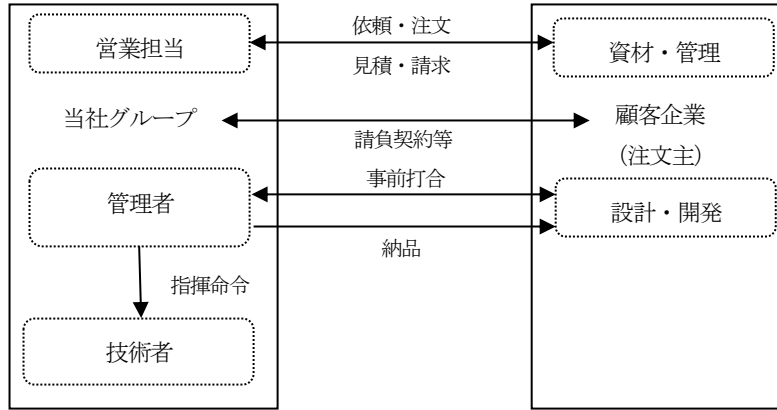 営業担当
依頼・注文
見積・請求
資材・管理
当社グループ
請負契約等
顧客企業
（注文主）
管理者
事前打合
設計・開発
納品
指揮命令
技術者